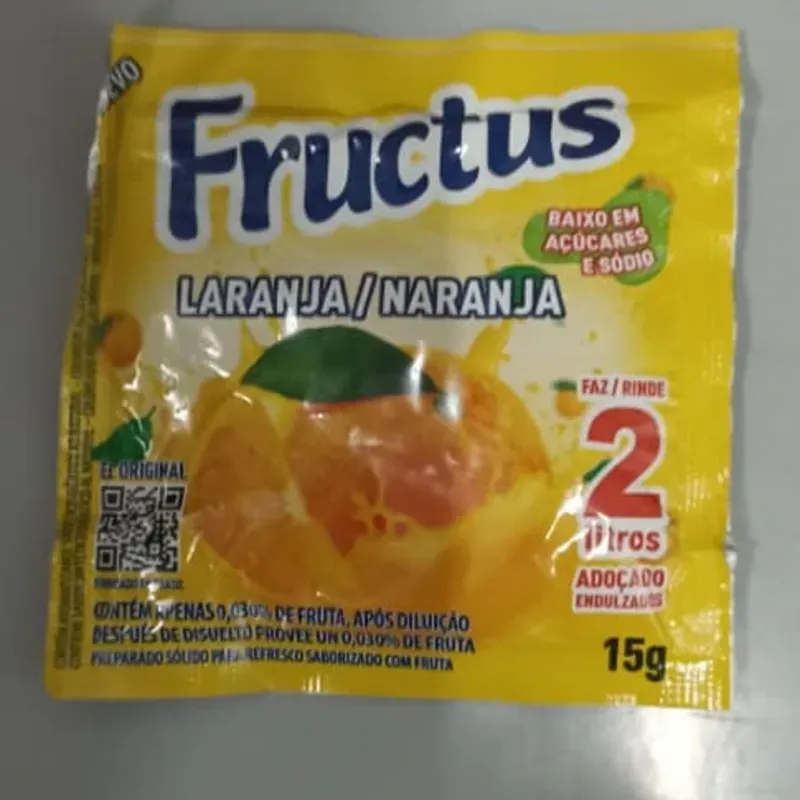 Fructus
BAIXO EM
AÇÚCARES
E SÓDIO
LARANJA/NARANJA
FAZ / RINDE
2
litros
ADOÇADO
EL ORIGINAL
CONTÉM APENAS 0,030% DE FRUTA, APÓS DILUIÇÃO
DESPUÉS DE DISUELTO PROVEE UN 0,030% DE FRUTA
PREPARADO SÓLIDO PARA REFRESCO SABORIZADO COM FRUTA
15g